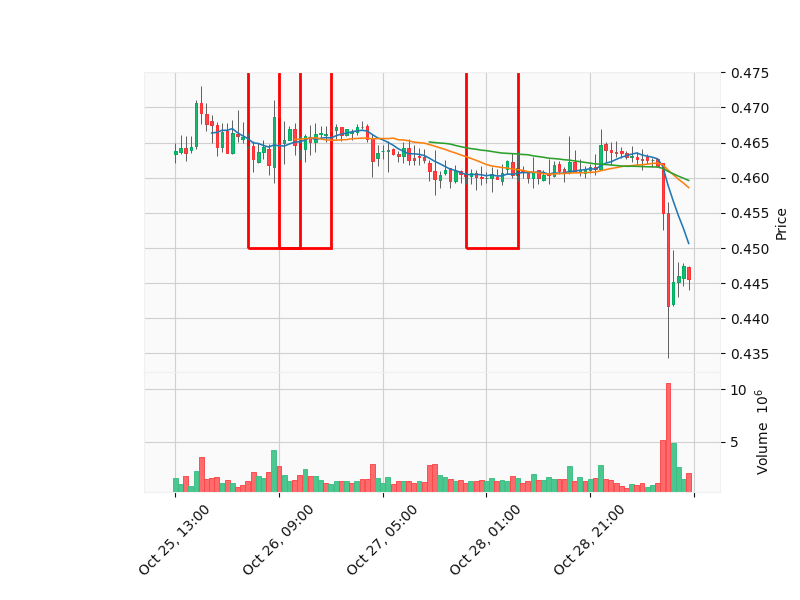 0.475
0.470
0.465
0.460
0.455
0.450
0.445
0.440
0.435
Price
10
5
Volume 10⁶
Oct 25, 13:00
Oct 26, 09:00
Oct 27, 05:00
Oct 28, 01:00
Oct 28, 21:00